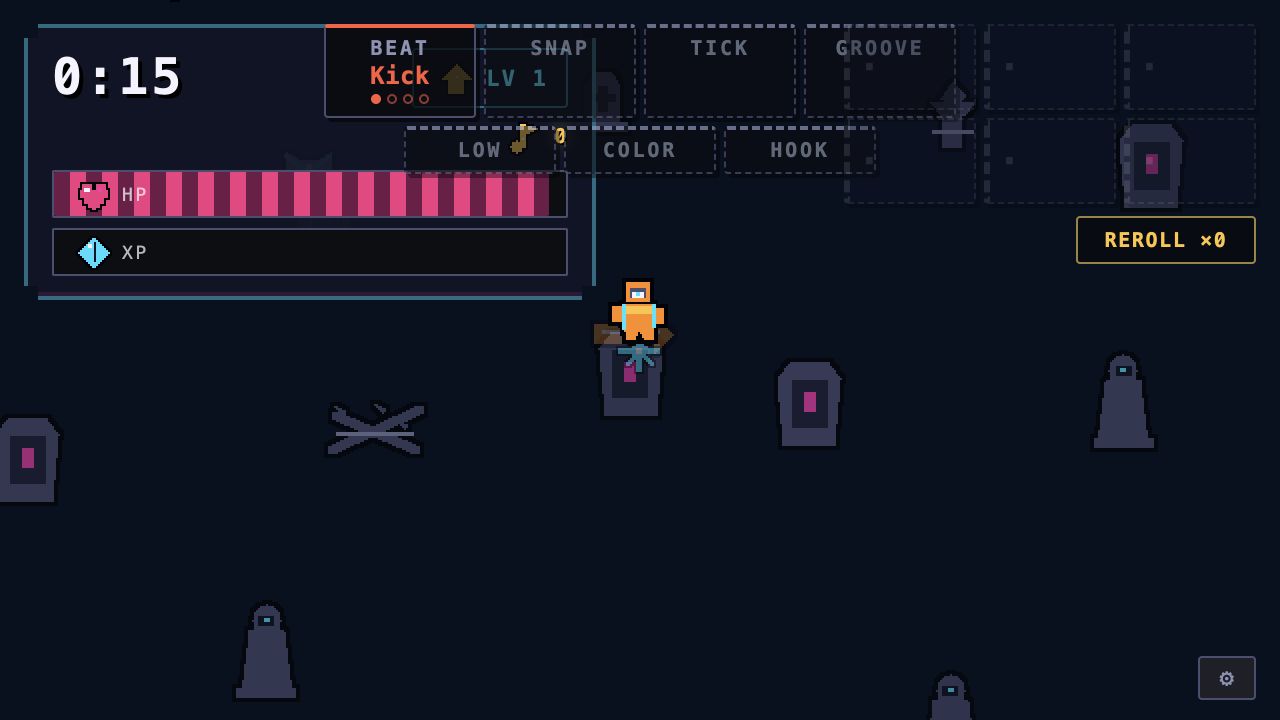 0:15
BEAT
Kick
SNAP
TICK
GROOVE
LV 1
LOW
0
COLOR
HOOK
HP
XP
REROLL ×0